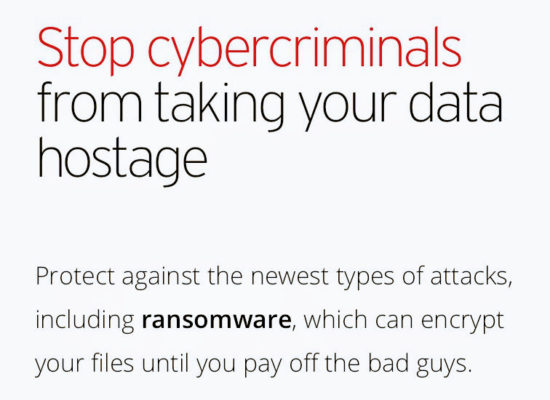 Stop cybercriminals
from taking your data
hostage
Protect against the newest types of attacks,
including ransomware, which can encrypt
your files until you pay off the bad guys.